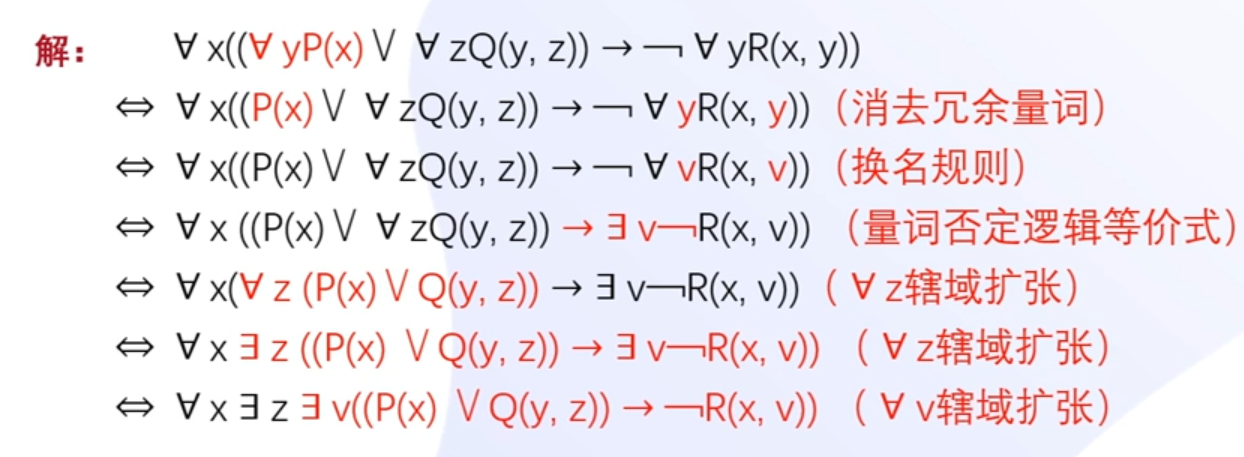 解： ∀ x((∀ yP(x) ∨ ∀ zQ(y, z)) → ¬ ∀ yR(x, y))
⇔ ∀ x((P(x) ∨ ∀ zQ(y, z)) → ¬ ∀ yR(x, y))（消去冗余量词）
⇔ ∀ x((P(x) ∨ ∀ zQ(y, z)) → ¬ ∀ vR(x, v))（换名规则）
⇔ ∀ x ((P(x) ∨ ∀ zQ(y, z)) → ∃ v¬R(x, v)) （量词否定逻辑等价式）
⇔ ∀ x(∀ z (P(x) ∨ Q(y, z)) → ∃ v¬R(x, v))（ ∀ z辖域扩张）
⇔ ∀ x ∃ z ((P(x) ∨ Q(y, z)) → ∃ v¬R(x, v)) （ ∀ z辖域扩张）
⇔ ∀ x ∃ z ∃ v((P(x) ∨ Q(y, z)) → ¬R(x, v)) （ ∀ v辖域扩张）